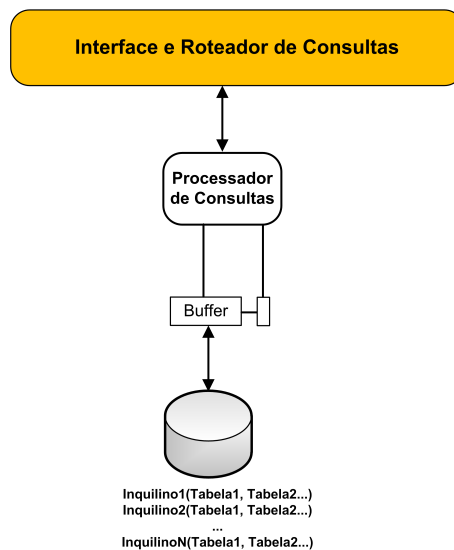 Interface e Roteador de Consultas
Processador
de Consultas
Buffer
Inquilino1(Tabela1, Tabela2...)
Inquilino2(Tabela1, Tabela2...)
...
InquilinoN(Tabela1, Tabela2...)